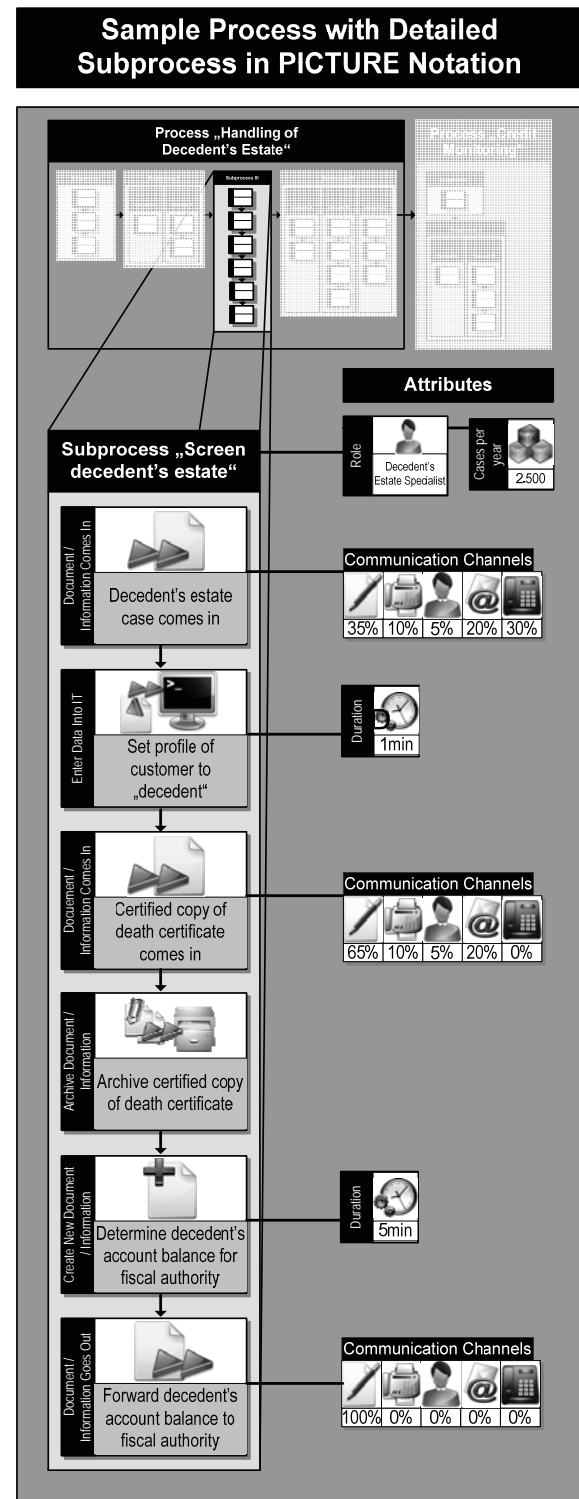 Sample Process with Detailed
Subprocess in PICTURE Notation
Process „Handling of
Decedent's Estate“
Process „Credit
Monitoring“
Subprocess III
Attributes
Subprocess „Screen
decedent's estate“
Role
Decedent's
Estate Specialist
Cases per
year
2.500
Document /
Information Comes In
Decedent's estate
case comes in
Communication Channels
35% 10% 5% 20% 30%
Enter Data Into IT
Set profile of
customer to
„decedent“
Duration
1min
Docuement /
Information Comes In
Certified copy of
death certificate
comes in
Communication Channels
65% 10% 5% 20% 0%
Archive Document /
Information
Archive certified copy
of death certificate
Create New Document
/ Information
Determine decedent's
account balance for
fiscal authority
Duration
5min
Document /
Information Goes Out
Forward decedent's
account balance to
fiscal authority
Communication Channels
100% 0% 0% 0% 0%